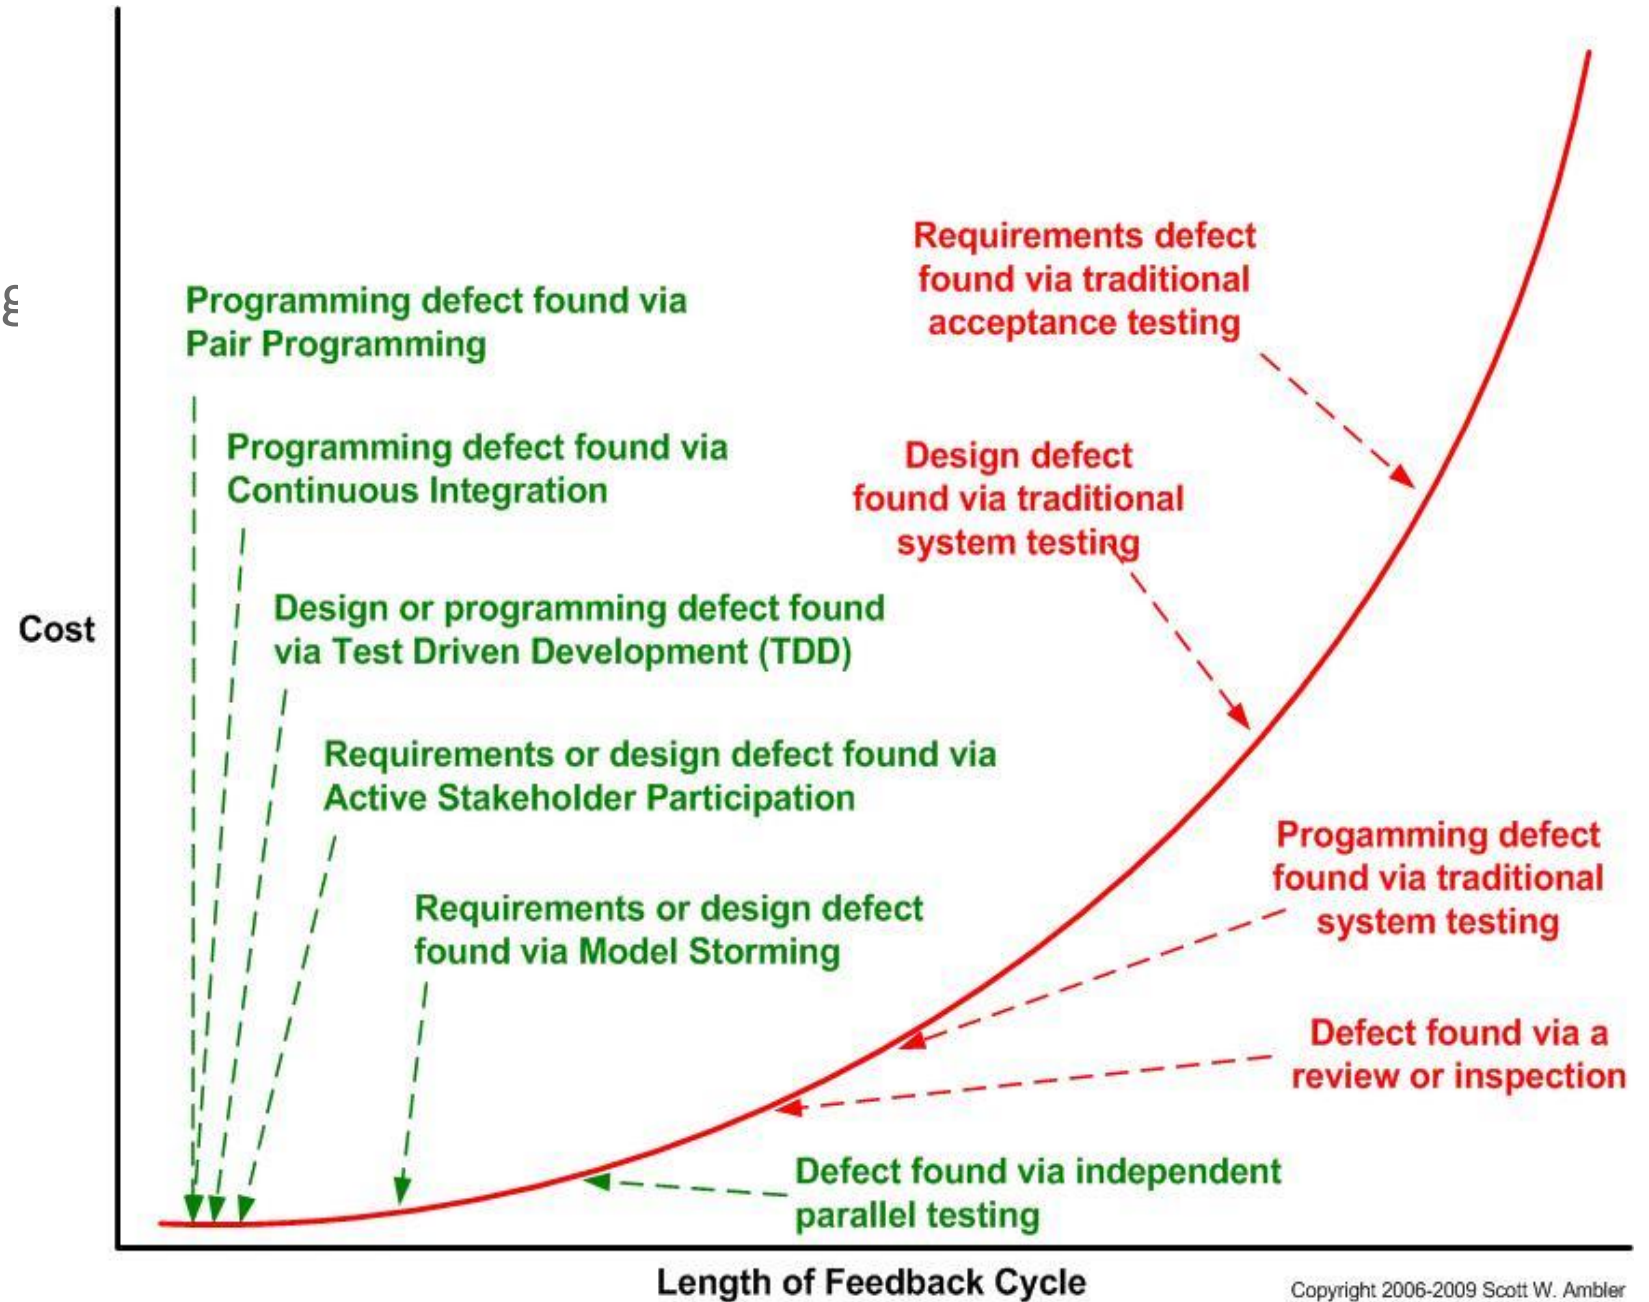 Programming defect found via
Pair Programming
Programming defect found via
Continuous Integration
Design or programming defect found
via Test Driven Development (TDD)
Requirements or design defect found via
Active Stakeholder Participation
Requirements or design defect
found via Model Storming
Defect found via independent
parallel testing
Requirements defect
found via traditional
acceptance testing
Design defect
found via traditional
system testing
Progamming defect
found via traditional
system testing
Defect found via a
review or inspection
Cost
Length of Feedback Cycle
Copyright 2006-2009 Scott W. Ambler